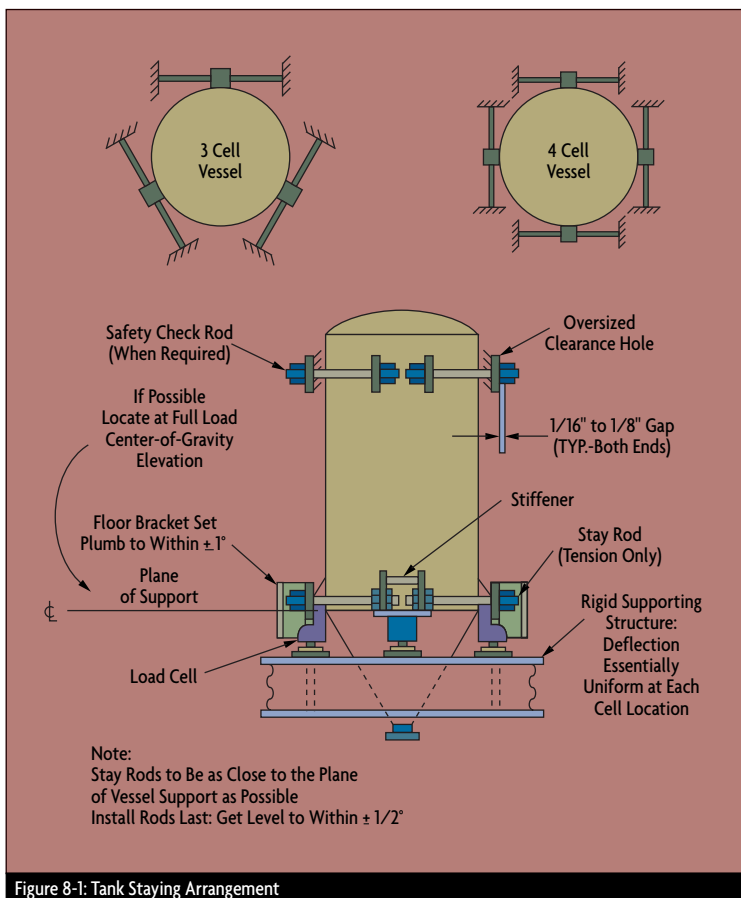 3 Cell
Vessel
4 Cell
Vessel
Safety Check Rod
(When Required)
Oversized
Clearance Hole
If Possible
Locate at Full Load
Center-of-Gravity
Elevation
1/16" to 1/8" Gap
(TYP.-Both Ends)
Stiffener
Floor Bracket Set
Plumb to Within ±1°
Stay Rod
(Tension Only)
Plane
of Support
℄
Rigid Supporting
Structure:
Deflection
Essentially
Uniform at Each
Cell Location
Load Cell
Note:
Stay Rods to Be as Close to the Plane
of Vessel Support as Possible
Install Rods Last: Get Level to Within ± 1/2°
Figure 8-1: Tank Staying Arrangement